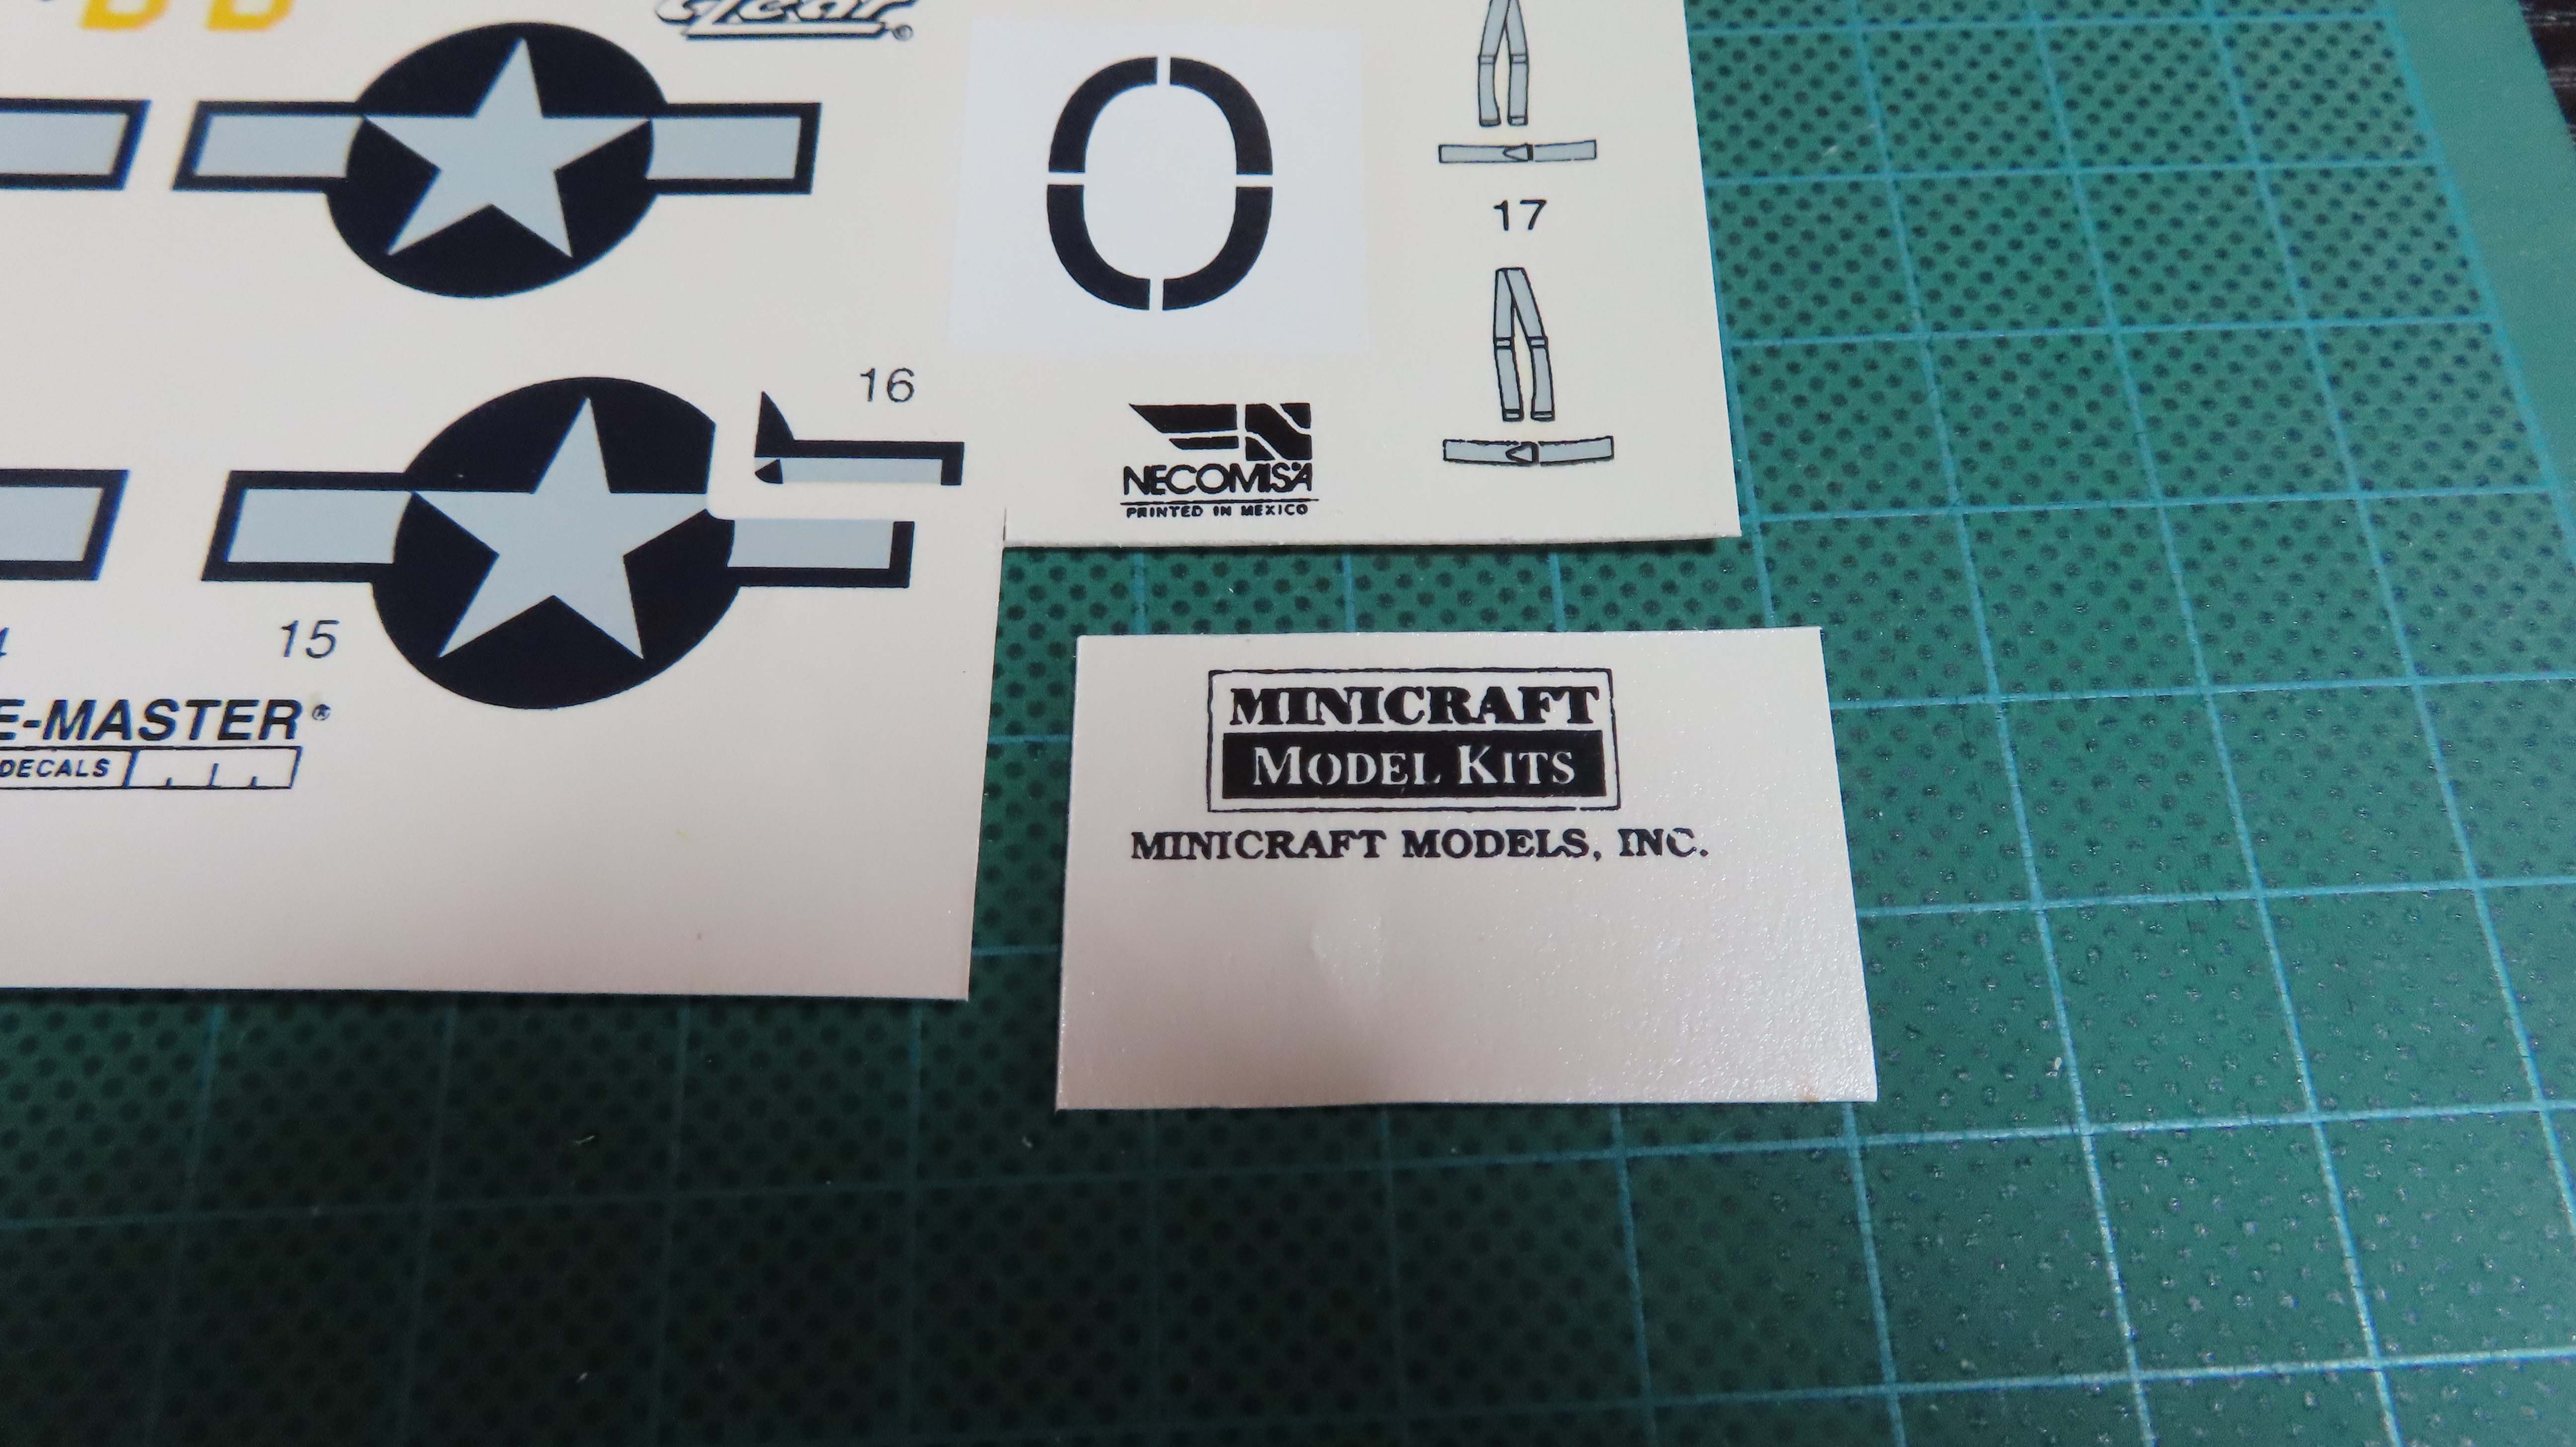 17
16
NECOMISA
PRINTED IN MEXICO
15
E-MASTER®
DECALS
MINICRAFT
MODEL KITS
MINICRAFT MODELS, INC.